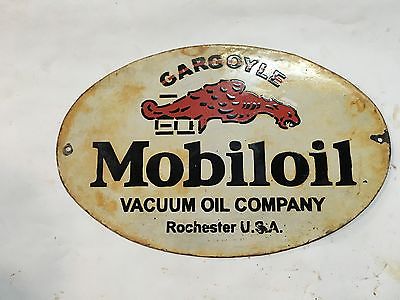 GARGOYLE
Mobiloil
VACUUM OIL COMPANY
Rochester U.S.A.